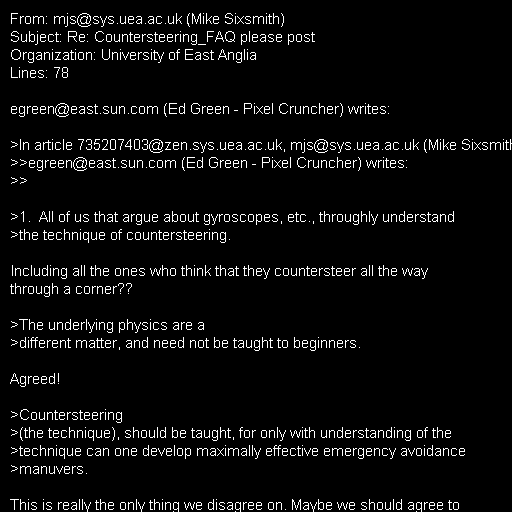 From: mjs@sys.uea.ac.uk (Mike Sixsmith)
Subject: Re: Countersteering_FAQ please post
Organization: University of East Anglia
Lines: 78
egreen@east.sun.com (Ed Green - Pixel Cruncher) writes:
>In article 735207403@zen.sys.uea.ac.uk, mjs@sys.uea.ac.uk (Mike Sixsmith
>>egreen@east.sun.com (Ed Green - Pixel Cruncher) writes:
>>
>1.  All of us that argue about gyroscopes, etc., throughly understand
>the technique of countersteering.
Including all the ones who think that they countersteer all the way
through a corner??
>The underlying physics are a
>different matter, and need not be taught to beginners.
Agreed!
>Countersteering
>(the technique), should be taught, for only with understanding of the
>technique can one develop maximally effective emergency avoidance
>manuvers.
This is really the only thing we disagree on. Maybe we should agree to